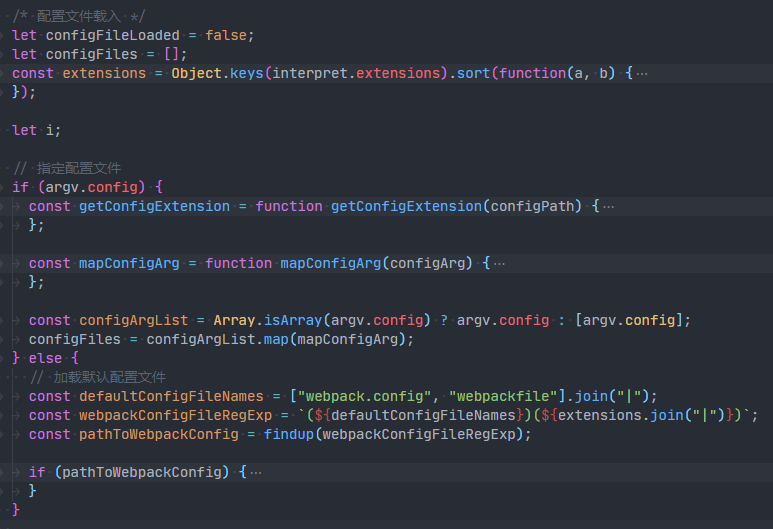 /* 配置文件载入 */
let configFileLoaded = false;
let configFiles = [];
const extensions = Object.keys(interpret.extensions).sort(function(a, b) {…
});
let i;
// 指定配置文件
if (argv.config) {
const getConfigExtension = function getConfigExtension(configPath) {…
};
const mapConfigArg = function mapConfigArg(configArg) {…
};
const configArgList = Array.isArray(argv.config) ? argv.config : [argv.config];
configFiles = configArgList.map(mapConfigArg);
} else {
// 加载默认配置文件
const defaultConfigFileNames = ["webpack.config", "webpackfile"].join("|");
const webpackConfigFileRegExp = `(${defaultConfigFileNames})(${extensions.join("|")})`;
const pathToWebpackConfig = findup(webpackConfigFileRegExp);
if (pathToWebpackConfig) {…
}
}